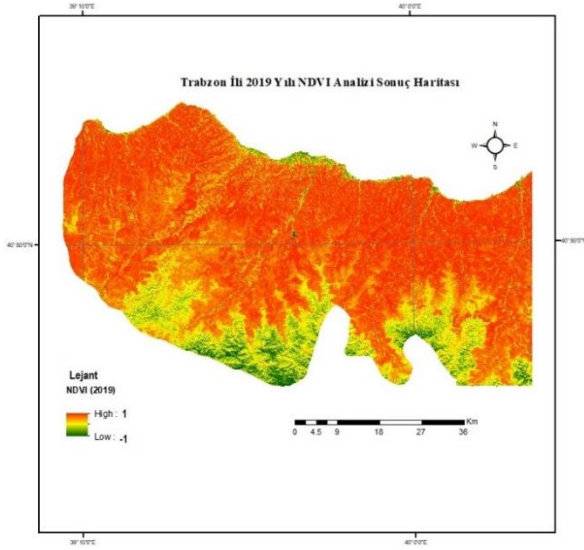 39°10'0"E 40°0'0"E
Trabzon İli 2019 Yılı NDVI Analizi Sonuç Haritası
N
W E
S
40°50'0"N 40°50'0"N
Lejant
NDVI (2019)
High : 1
Low : -1
Km
0 4.5 9 18 27 36
39°10'0"E 40°0'0"E